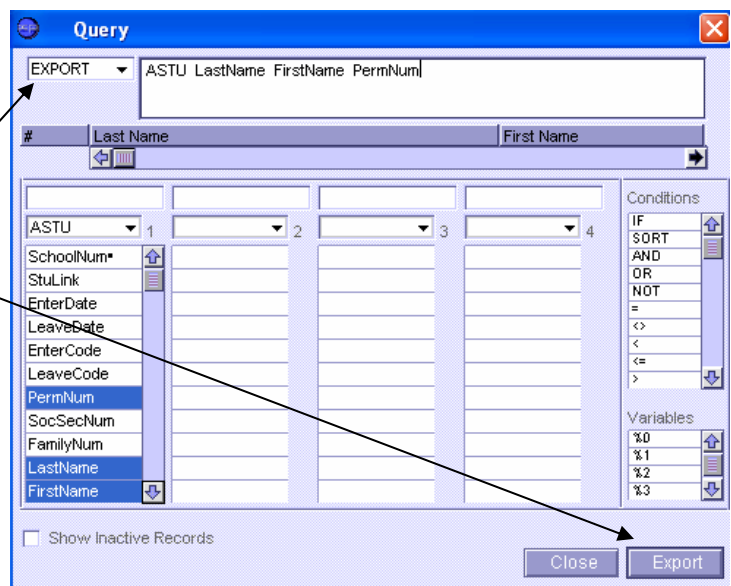 Query
EXPORT
ASTU LastName FirstName PermNum
# Last Name First Name
ASTU 1 2 3 4
SchoolNum
StuLink
EnterDate
LeaveDate
EnterCode
LeaveCode
PermNum
SocSecNum
FamilyNum
LastName
FirstName
Conditions
IF
SORT
AND
OR
NOT
=
<>
<
<=
>
Variables
%0
%1
%2
%3
Show Inactive Records
Close Export